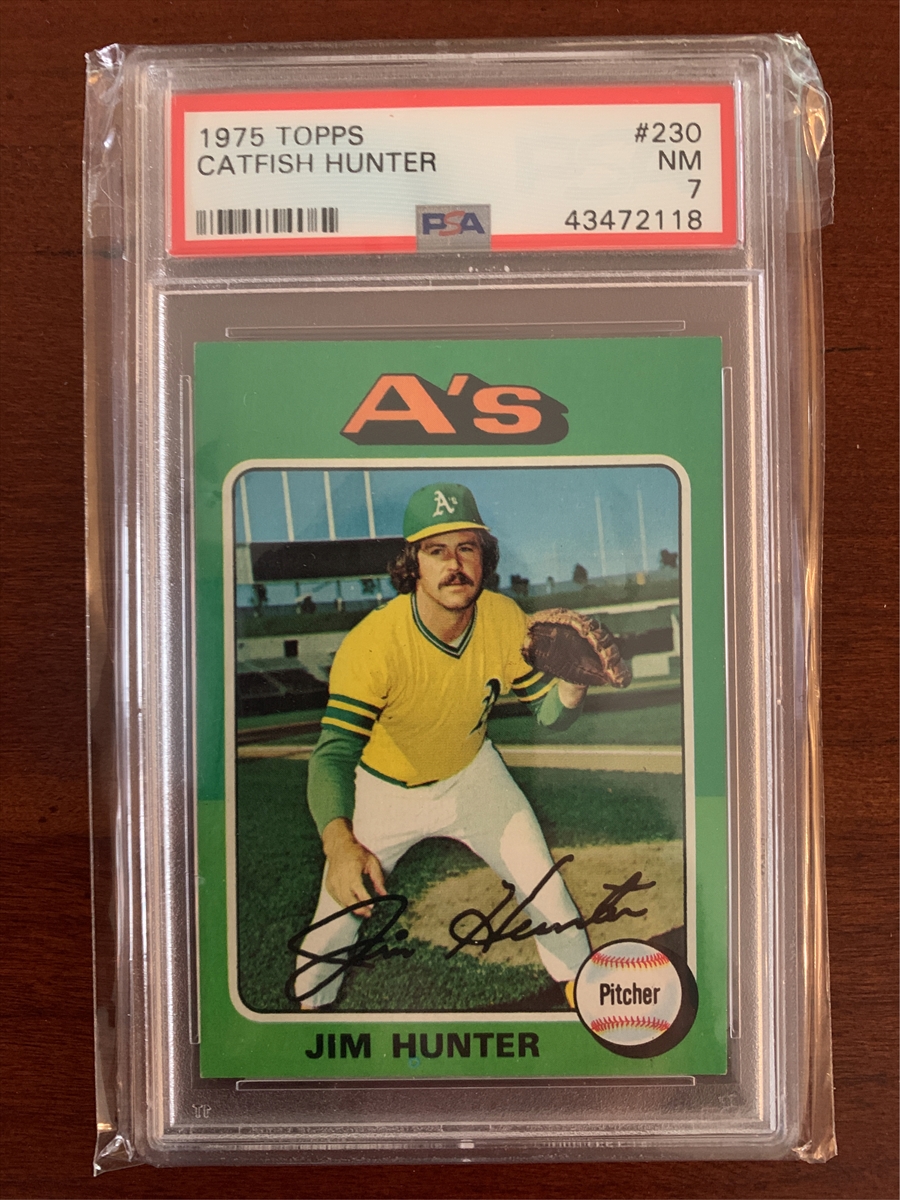 1975 TOPPS #230
CATFISH HUNTER NM
7
PSA 43472118
A's
A's
Jim Hunter
Pitcher
JIM HUNTER